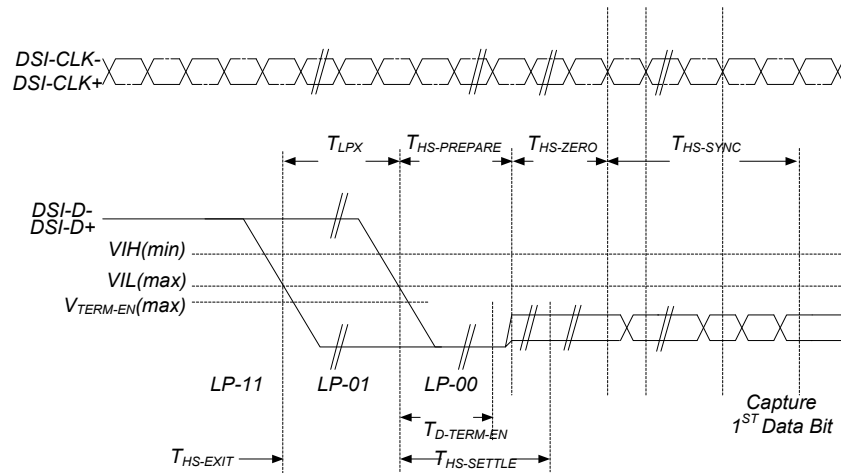 DSI-CLK-
DSI-CLK+
TLPX
THS-PREPARE
THS-ZERO
THS-SYNC
DSI-D-
DSI-D+
VIH(min)
VIL(max)
VTERM-EN(max)
LP-11
LP-01
LP-00
Capture
1ST Data Bit
TD-TERM-EN
THS-EXIT
THS-SETTLE